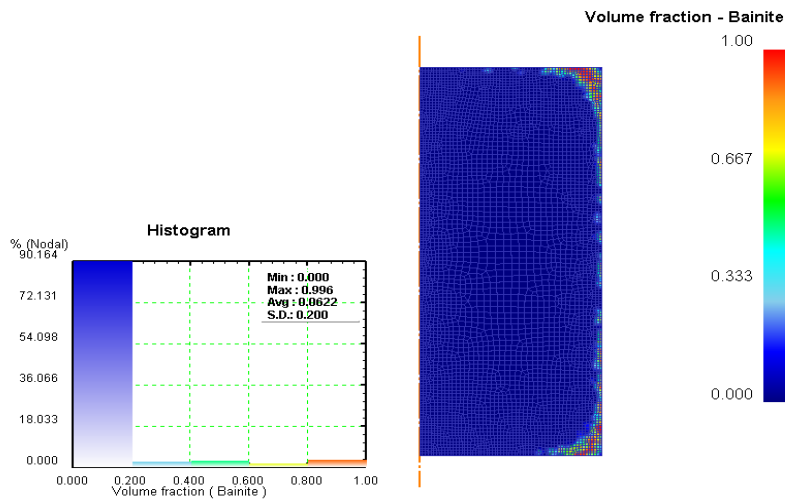 Volume fraction - Bainite
1.00
0.667
0.333
0.000
Histogram
% (Nodal)
90.164
72.131
54.098
36.066
18.033
0.000
Min : 0.000
Max : 0.996
Avg : 0.0622
S.D.: 0.200
0.000 0.200 0.400 0.600 0.800 1.00
Volume fraction ( Bainite )